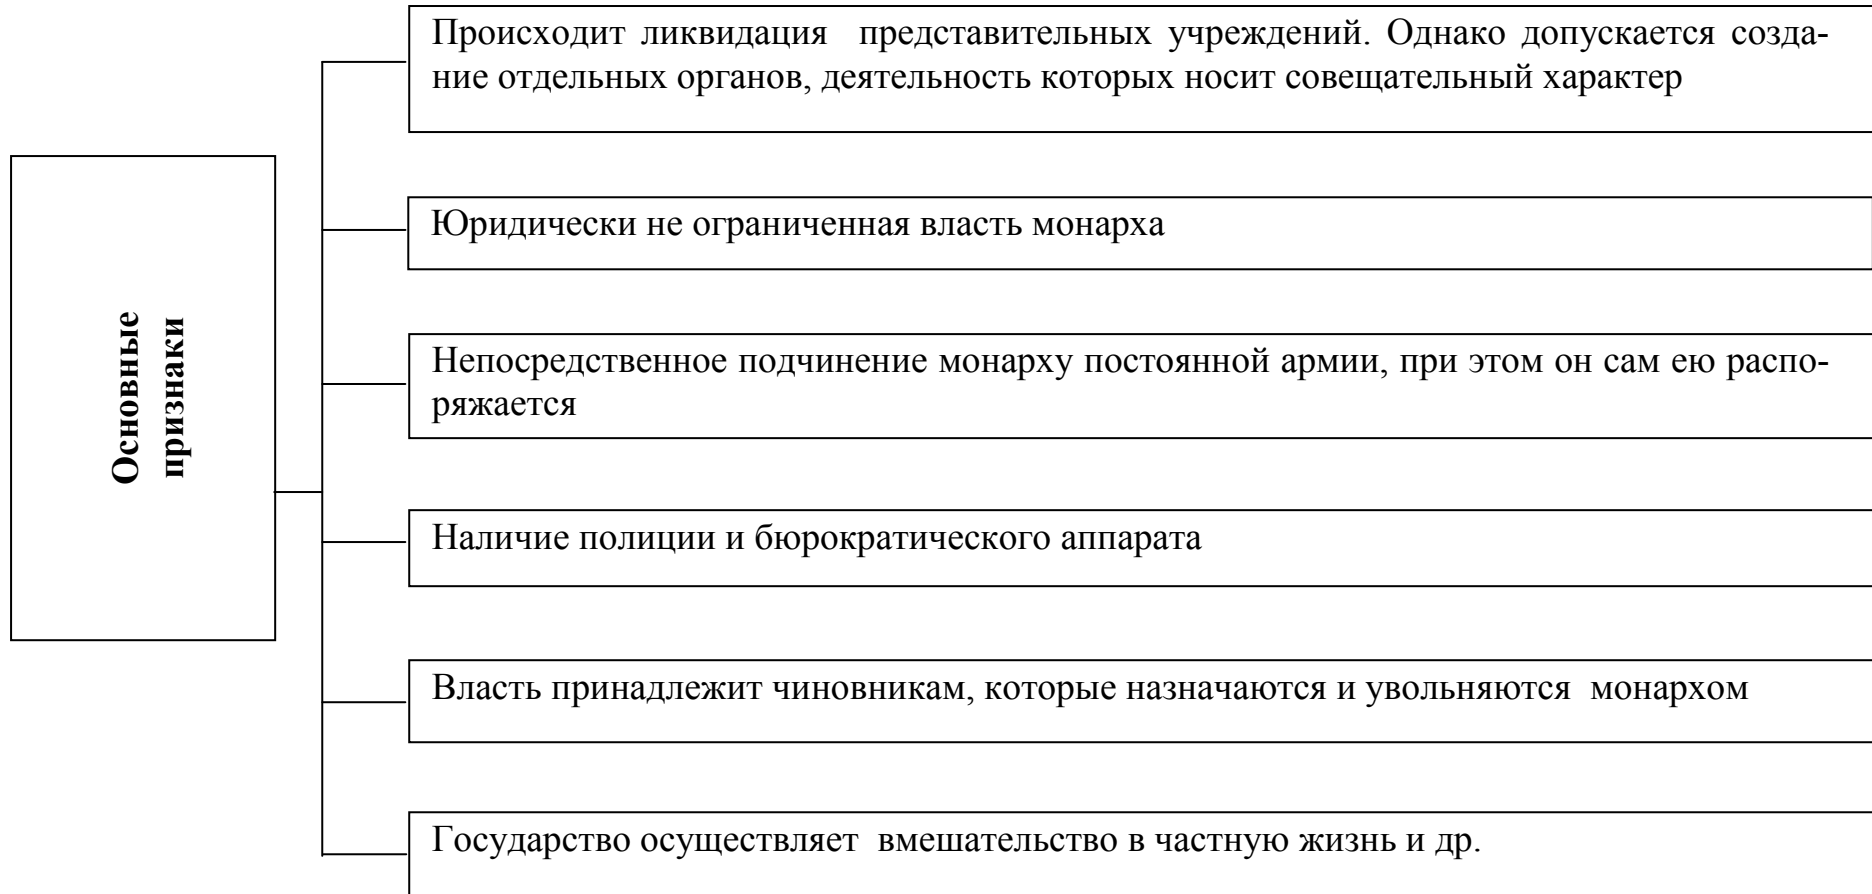 Происходит ликвидация представительных учреждений. Однако допускается созда-
ние отдельных органов, деятельность которых носит совещательный характер
Юридически не ограниченная власть монарха
Основные
признаки
Непосредственное подчинение монарху постоянной армии, при этом он сам ею распо-
ряжается
Наличие полиции и бюрократического аппарата
Власть принадлежит чиновникам, которые назначаются и увольняются монархом
Государство осуществляет вмешательство в частную жизнь и др.